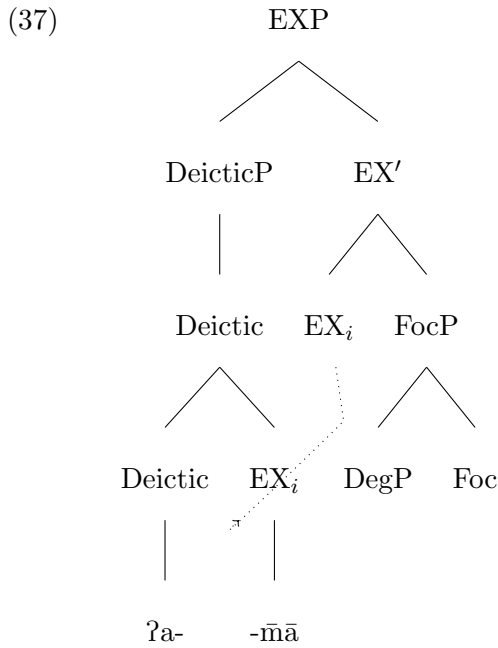 (37) EXP
DeicticP EX′
Deictic EXᵢ FocP
Deictic EXᵢ DegP Foc
ʔa- -m̄ā